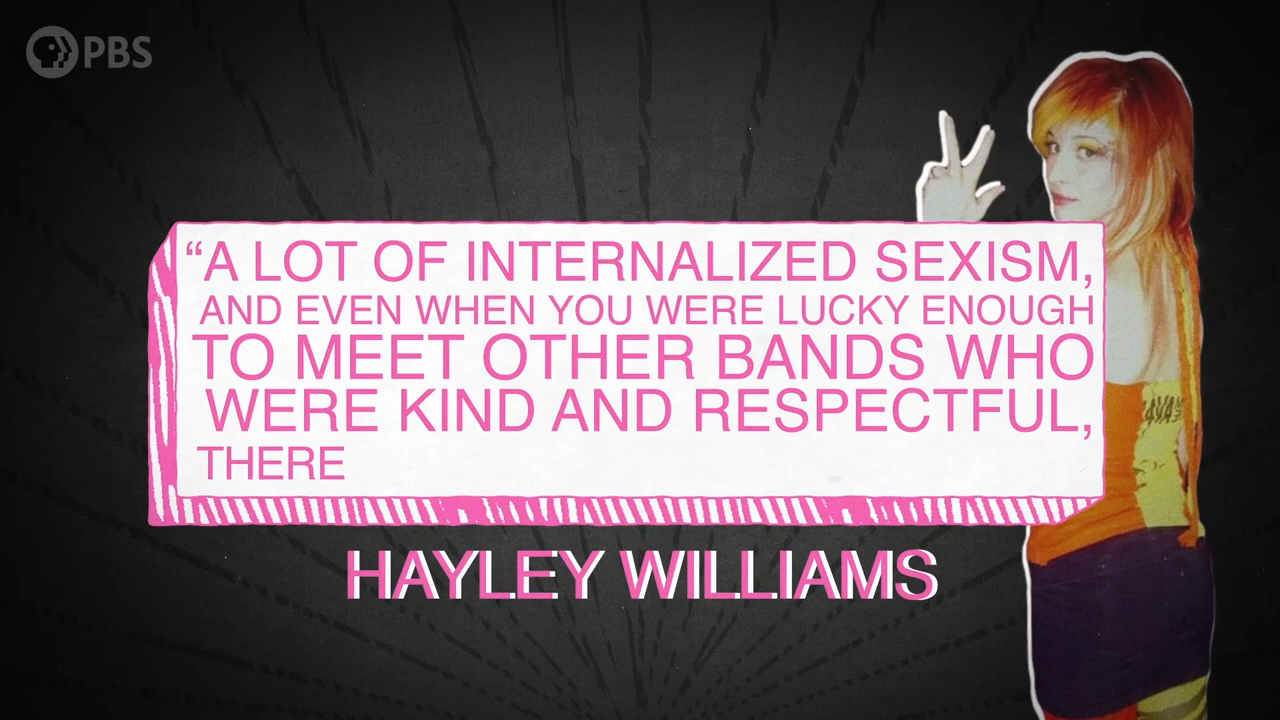 PBS
“A LOT OF INTERNALIZED SEXISM,
AND EVEN WHEN YOU WERE LUCKY ENOUGH
TO MEET OTHER BANDS WHO
WERE KIND AND RESPECTFUL,
THERE
HAYLEY WILLIAMS